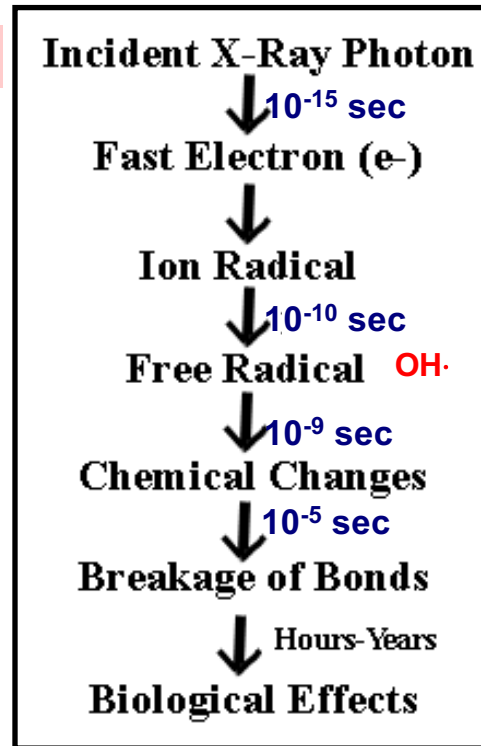 Incident X-Ray Photon
10⁻¹⁵ sec
Fast Electron (e-)
Ion Radical
10⁻¹⁰ sec
Free Radical OH·
10⁻⁹ sec
Chemical Changes
10⁻⁵ sec
Breakage of Bonds
Hours-Years
Biological Effects